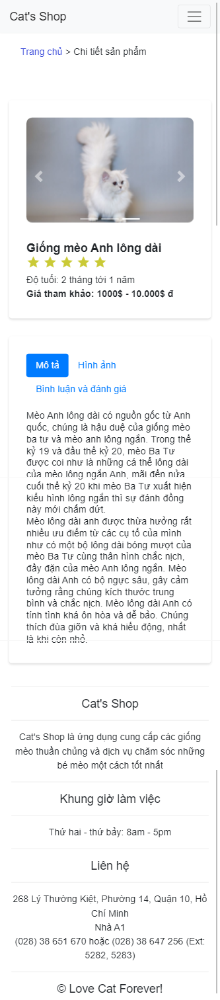 Cat's Shop
Trang chủ > Chi tiết sản phẩm
Giống mèo Anh lông dài
Độ tuổi: 2 tháng tới 1 năm
Giá tham khảo: 1000$ - 10.000$ đ
Mô tả Hình ảnh
Bình luận và đánh giá
Mèo Anh lông dài có nguồn gốc từ Anh
quốc, chúng là hậu duệ của giống mèo
ba tư và mèo anh lông ngắn. Trong thế
kỷ 19 và đầu thế kỷ 20, mèo Ba Tư
được coi như là những cá thể lông dài
của mèo lông ngắn Anh, mãi đến nửa
cuối thế kỷ 20 khi mèo Ba Tư xuất hiện
kiểu hình lông ngắn thì sự đánh đồng
này mới chấm dứt.
Mèo lông dài anh được thừa hưởng rất
nhiều ưu điểm từ các cụ tổ của mình
như có một bộ lông dài bóng mượt của
mèo Ba Tư cùng thân hình chắc nịch,
đầy đặn của mèo Anh lông ngắn. Mèo
lông dài Anh có bộ ngực sâu, gây cảm
tưởng rằng chúng kích thước trung
bình và chắc nịch. Mèo lông dài Anh có
tính tình khá ôn hòa và dễ bảo. Chúng
thích đùa giỡn và khá hiếu động, nhất
là khi còn nhỏ.
Cat's Shop
Cat's Shop là ứng dụng cung cấp các giống
mèo thuần chủng và dịch vụ chăm sóc những
bé mèo một cách tốt nhất
Khung giờ làm việc
Thứ hai - thứ bảy: 8am - 5pm
Liên hệ
268 Lý Thường Kiệt, Phường 14, Quận 10, Hồ
Chí Minh
Nhà A1
(028) 38 651 670 hoặc (028) 38 647 256 (Ext:
5282, 5283)
© Love Cat Forever!